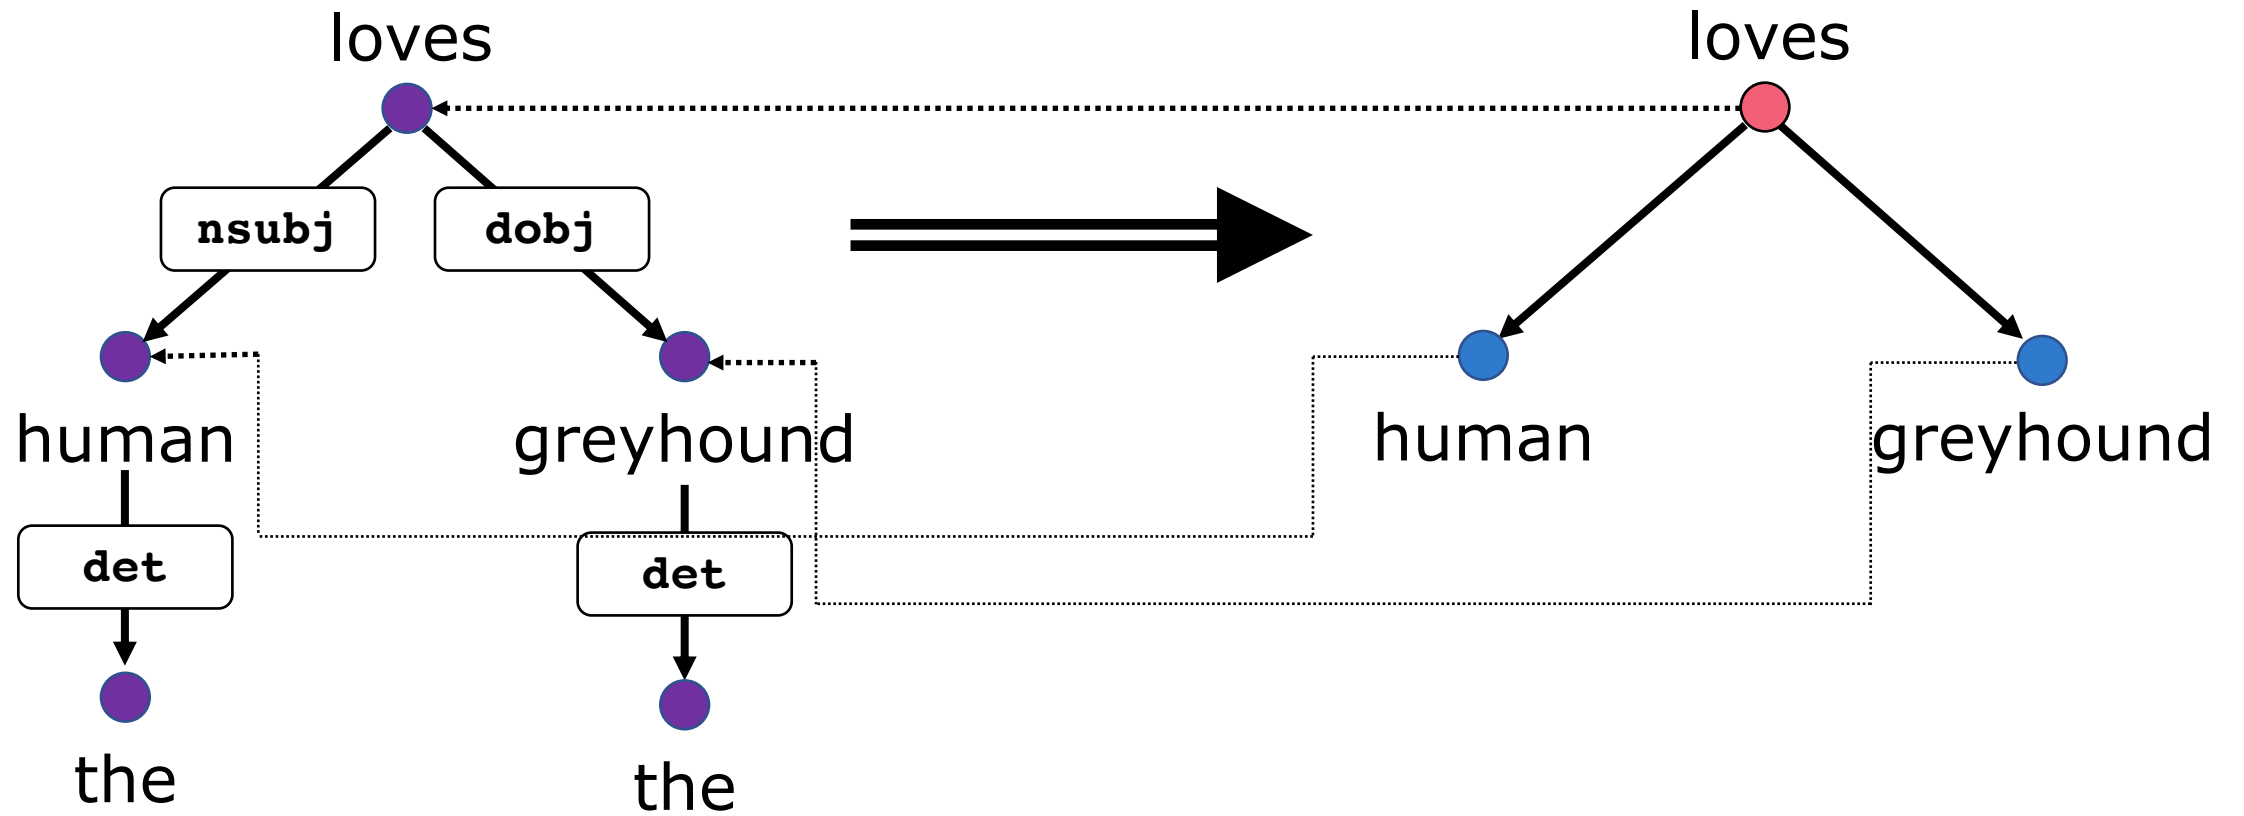 loves
loves
nsubj
dobj
human
greyhound
human
greyhound
det
det
the
the